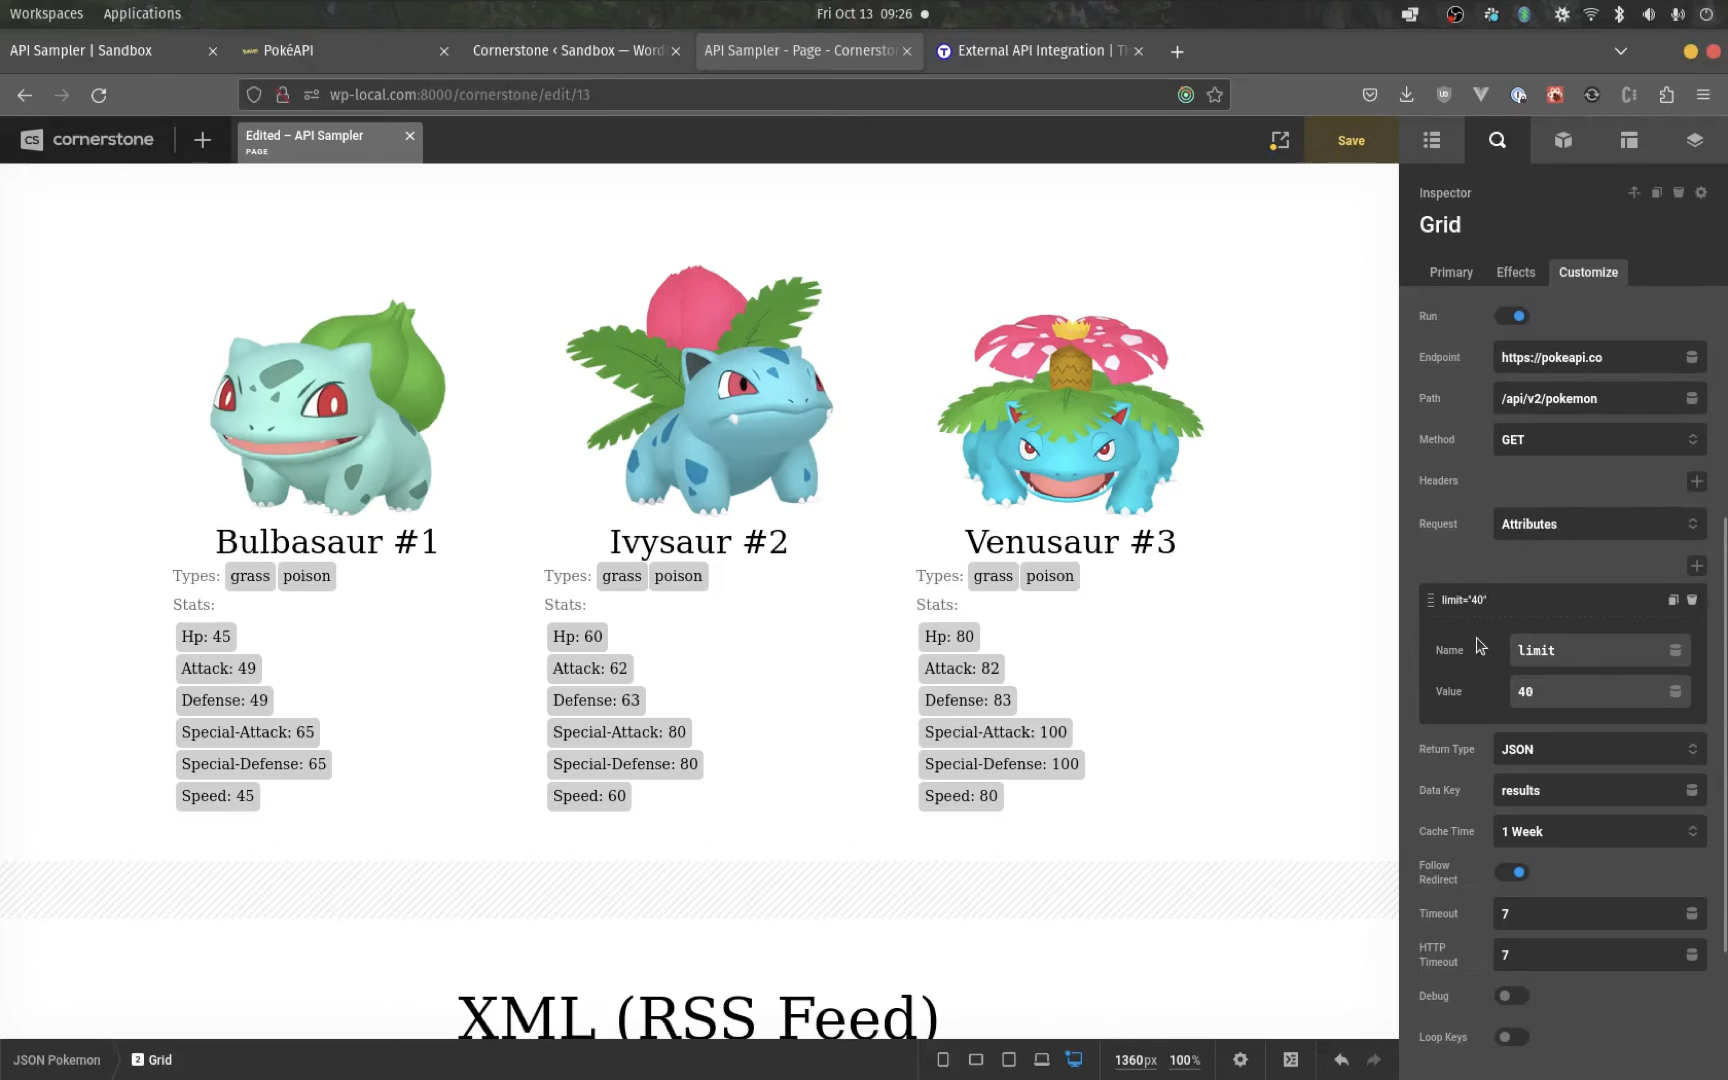 Workspaces Applications Fri Oct 13 09:26
API Sampler | Sandbox PokéAPI Cornerstone ‹ Sandbox — Word API Sampler - Page - Cornersto External API Integration | Th
wp-local.com:8000/cornerstone/edit/13
CS cornerstone
Edited – API Sampler
PAGE
Save
Inspector
Grid
Primary Effects Customize
Run
Endpoint https://pokeapi.co
Path /api/v2/pokemon
Method GET
Headers
Request Attributes
limit="40"
Name limit
Value 40
Return Type JSON
Data Key results
Cache Time 1 Week
Follow
Redirect
Timeout 7
HTTP
Timeout 7
Debug
Loop Keys
Bulbasaur #1
Types: grass poison
Stats:
Hp: 45
Attack: 49
Defense: 49
Special-Attack: 65
Special-Defense: 65
Speed: 45
Ivysaur #2
Types: grass poison
Stats:
Hp: 60
Attack: 62
Defense: 63
Special-Attack: 80
Special-Defense: 80
Speed: 60
Venusaur #3
Types: grass poison
Stats:
Hp: 80
Attack: 82
Defense: 83
Special-Attack: 100
Special-Defense: 100
Speed: 80
XML (RSS Feed)
JSON Pokemon 2 Grid 1360px 100%